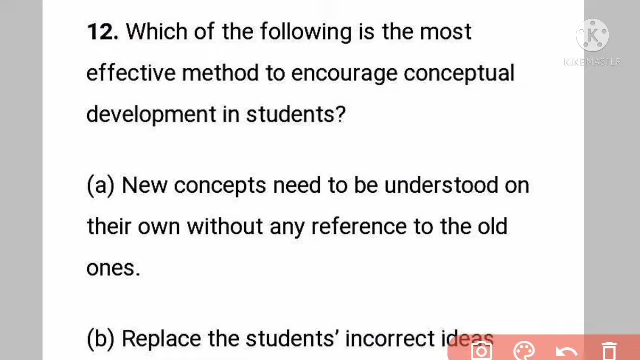 KINEMASTER
12. Which of the following is the most
effective method to encourage conceptual
development in students?
(a) New concepts need to be understood on
their own without any reference to the old
ones.
(b) Replace the students’ incorrect ideas